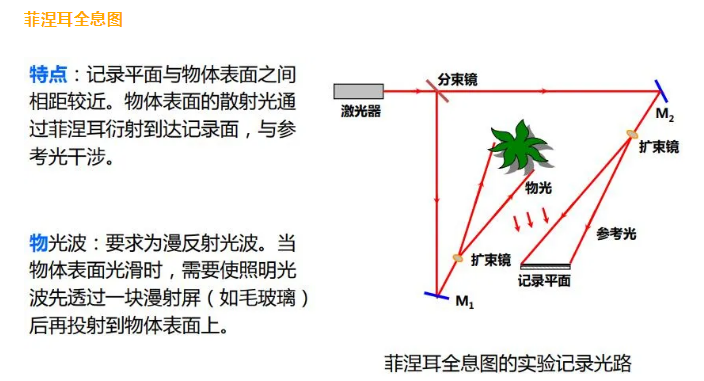 菲涅耳全息图
特点：记录平面与物体表面之间
相距较近。物体表面的散射光通
过菲涅耳衍射到达记录面，与参
考光干涉。
物光波：要求为漫反射光波。当
物体表面光滑时，需要使照明光
波先透过一块漫射屏（如毛玻璃）
后再投射到物体表面上。
分束镜
激光器
M2
扩束镜
物光
参考光
扩束镜
记录平面
M1
菲涅耳全息图的实验记录光路